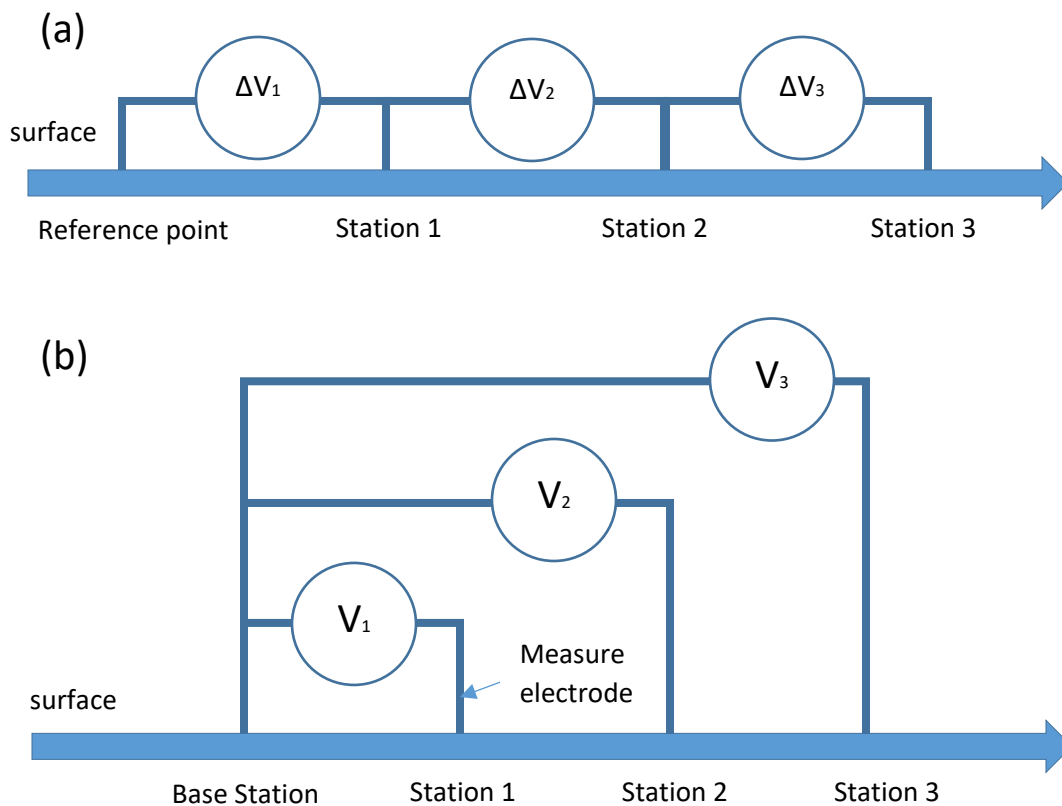 (a)
ΔV₁
ΔV₂
ΔV₃
surface
Reference point
Station 1
Station 2
Station 3
(b)
V₃
V₂
V₁
Measure
electrode
surface
Base Station
Station 1
Station 2
Station 3